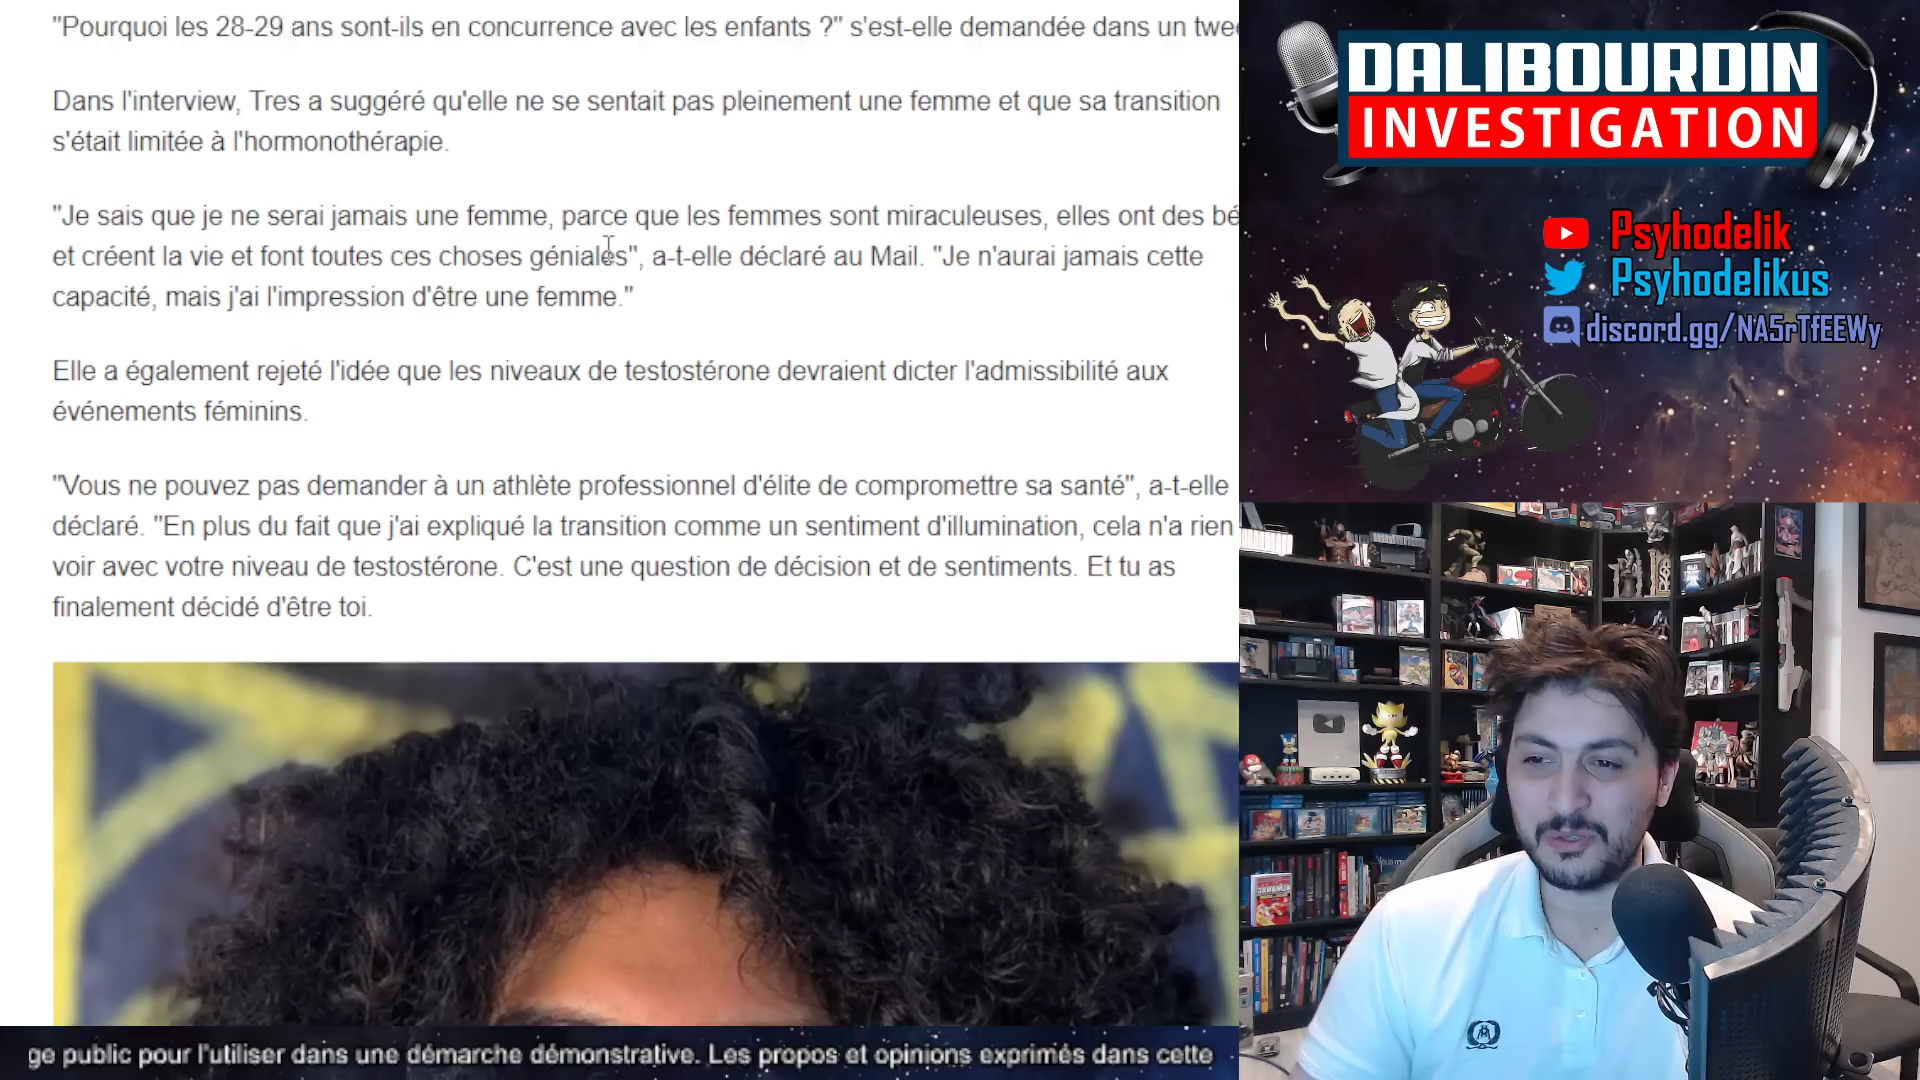 "Pourquoi les 28-29 ans sont-ils en concurrence avec les enfants ?" s'est-elle demandée dans un
Dans l'interview, Tres a suggéré qu'elle ne se sentait pas pleinement une femme et que sa transition
s'était limitée à l'hormonothérapie.
"Je sais que je ne serai jamais une femme, parce que les femmes sont miraculeuses, elles ont des
et créent la vie et font toutes ces choses géniales", a-t-elle déclaré au Mail. "Je n'aurai jamais cette
capacité, mais j'ai l'impression d'être une femme."
Elle a également rejeté l'idée que les niveaux de testostérone devraient dicter l'admissibilité aux
événements féminins.
"Vous ne pouvez pas demander à un athlète professionnel d'élite de compromettre sa santé", a-t-elle
déclaré. "En plus du fait que j'ai expliqué la transition comme un sentiment d'illumination, cela n'a rien
voir avec votre niveau de testostérone. C'est une question de décision et de sentiments. Et tu as
finalement décidé d'être toi.
DALIBOURDIN
INVESTIGATION
Psyhodelik
Psyhodelikus
discord.gg/NA5rTfEEWy
ge public pour l'utiliser dans une démarche démonstrative. Les propos et opinions exprimés dans cette